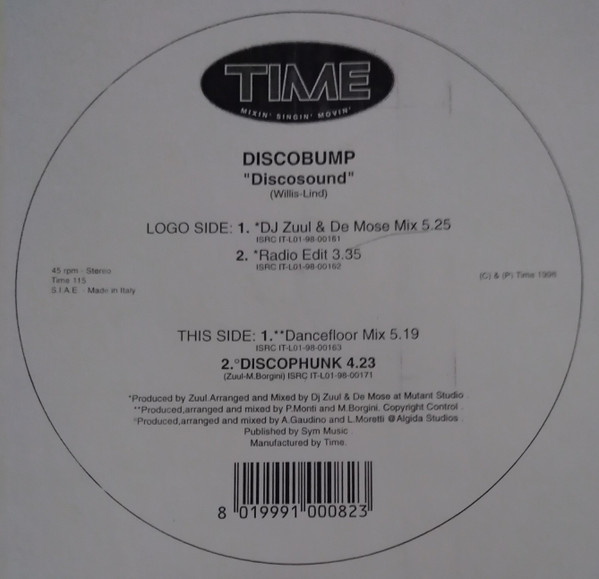 TIME
MIXIN' SINGIN' MOVIN'
DISCOBUMP
"Discosound"
(Willis-Lind)
LOGO SIDE: 1. *DJ Zuul & De Mose Mix 5.25
ISRC IT-L01-98-00161
2. *Radio Edit 3.35
ISRC IT-L01-98-00162
45 rpm - Stereo
Time 115
S.I.A.E. Made in Italy
(C) & (P) Time 1998
THIS SIDE: 1.**Dancefloor Mix 5.19
ISRC IT-L01-98-00163
2.°DISCOPHUNK 4.23
(Zuul-M.Borgini) ISRC IT-L01-98-00171
*Produced by Zuul.Arranged and Mixed by Dj Zuul & De Mose at Mutant Studio .
**Produced,arranged and mixed by P.Monti and M.Borgini. Copyright Control .
°Produced,arranged and mixed by A.Gaudino and L.Moretti @Algida Studios .
Published by Sym Music .
Manufactured by Time.
8 019991 000823